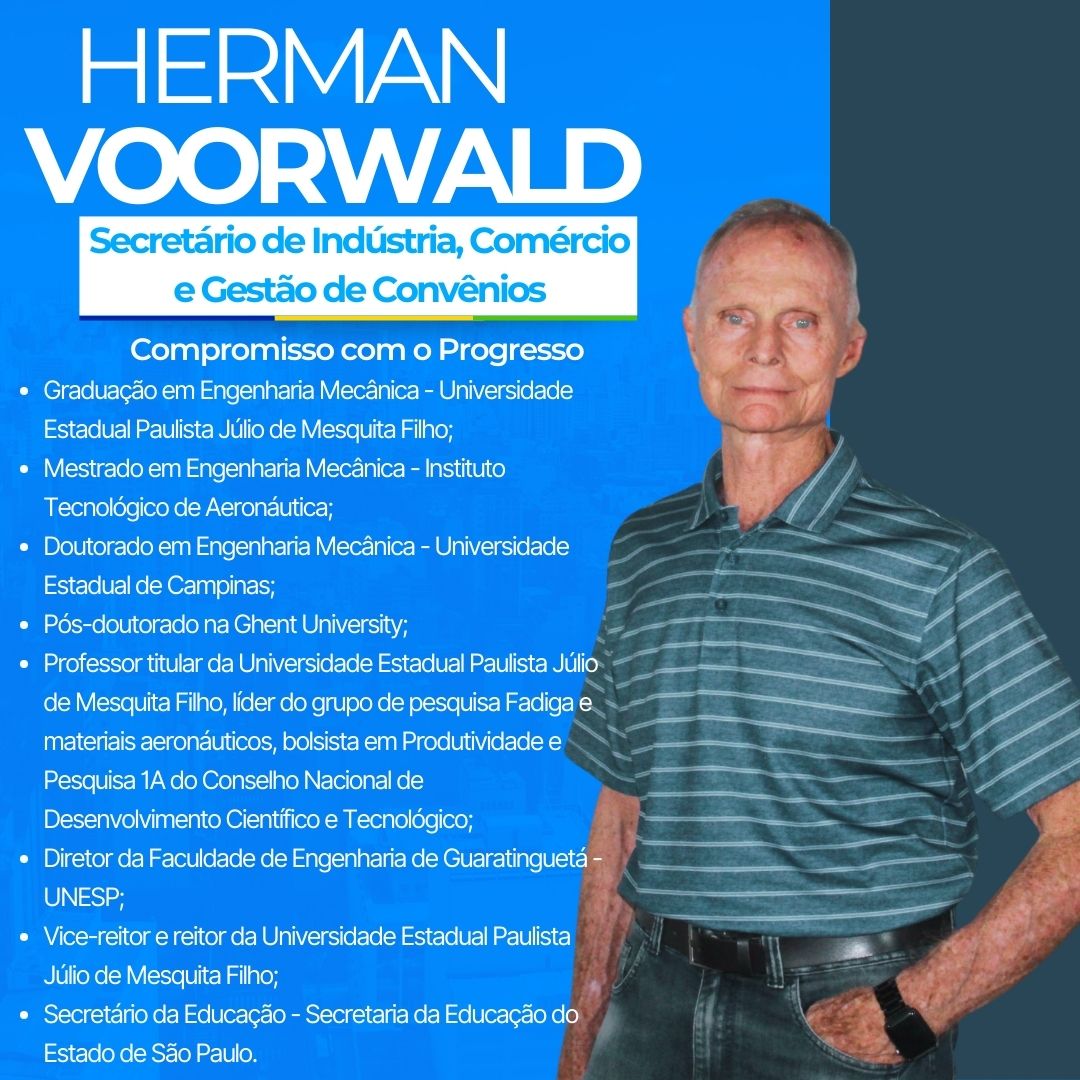 HERMAN
VOORWALD
Secretário de Indústria, Comércio
e Gestão de Convênios
Compromisso com o Progresso
• Graduação em Engenharia Mecânica - Universidade
Estadual Paulista Júlio de Mesquita Filho;
• Mestrado em Engenharia Mecânica - Instituto
Tecnológico de Aeronáutica;
• Doutorado em Engenharia Mecânica - Universidade
Estadual de Campinas;
• Pós-doutorado na Ghent University;
• Professor titular da Universidade Estadual Paulista Júlio
de Mesquita Filho, líder do grupo de pesquisa Fadiga e
materiais aeronáuticos, bolsista em Produtividade e
Pesquisa 1A do Conselho Nacional de
Desenvolvimento Científico e Tecnológico;
• Diretor da Faculdade de Engenharia de Guaratinguetá -
UNESP;
• Vice-reitor e reitor da Universidade Estadual Paulista
Júlio de Mesquita Filho;
• Secretário da Educação - Secretaria da Educação do
Estado de São Paulo.